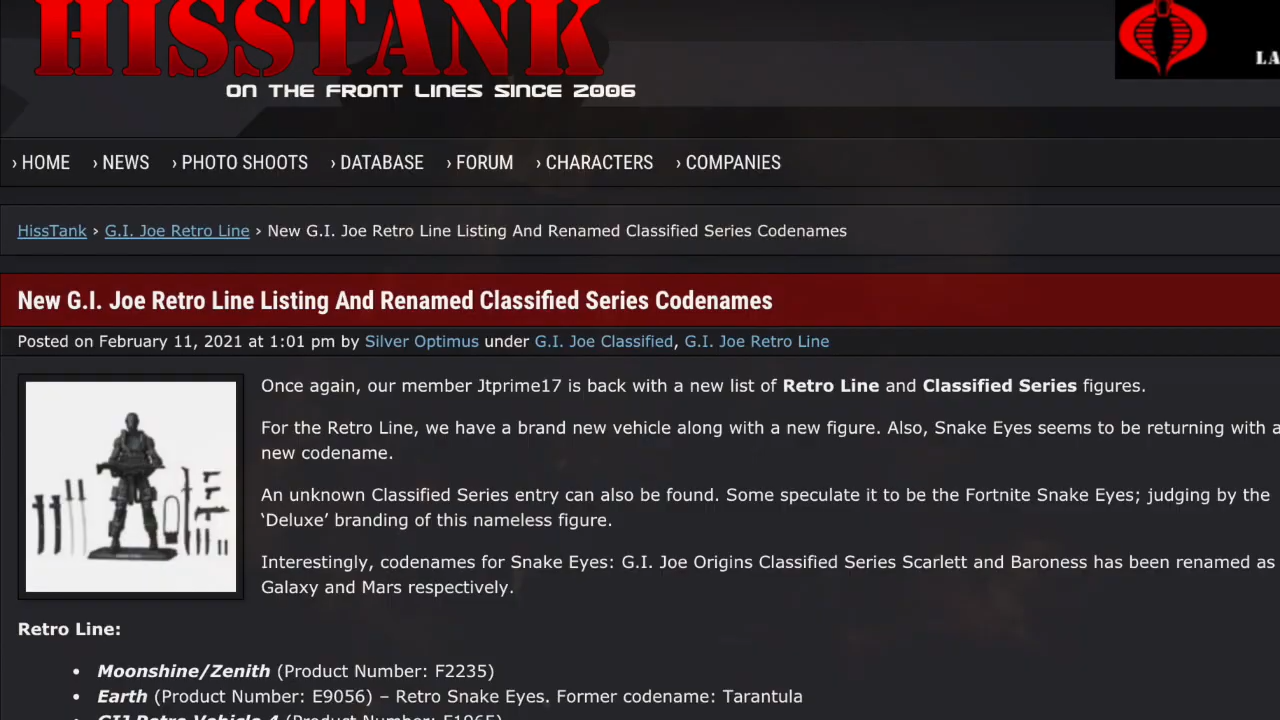 HISSTANK
ON THE FRONT LINES SINCE 2006
LA
› HOME › NEWS › PHOTO SHOOTS › DATABASE › FORUM › CHARACTERS › COMPANIES
HissTank › G.I. Joe Retro Line › New G.I. Joe Retro Line Listing And Renamed Classified Series Codenames
New G.I. Joe Retro Line Listing And Renamed Classified Series Codenames
Posted on February 11, 2021 at 1:01 pm by Silver Optimus under G.I. Joe Classified, G.I. Joe Retro Line
Once again, our member Jtprime17 is back with a new list of Retro Line and Classified Series figures.
For the Retro Line, we have a brand new vehicle along with a new figure. Also, Snake Eyes seems to be returning with a
new codename.
An unknown Classified Series entry can also be found. Some speculate it to be the Fortnite Snake Eyes; judging by the
‘Deluxe’ branding of this nameless figure.
Interestingly, codenames for Snake Eyes: G.I. Joe Origins Classified Series Scarlett and Baroness has been renamed as
Galaxy and Mars respectively.
Retro Line:
• Moonshine/Zenith (Product Number: F2235)
• Earth (Product Number: E9056) – Retro Snake Eyes. Former codename: Tarantula
• GIJ Retro Vehicle 4 (Product Number: F1965)